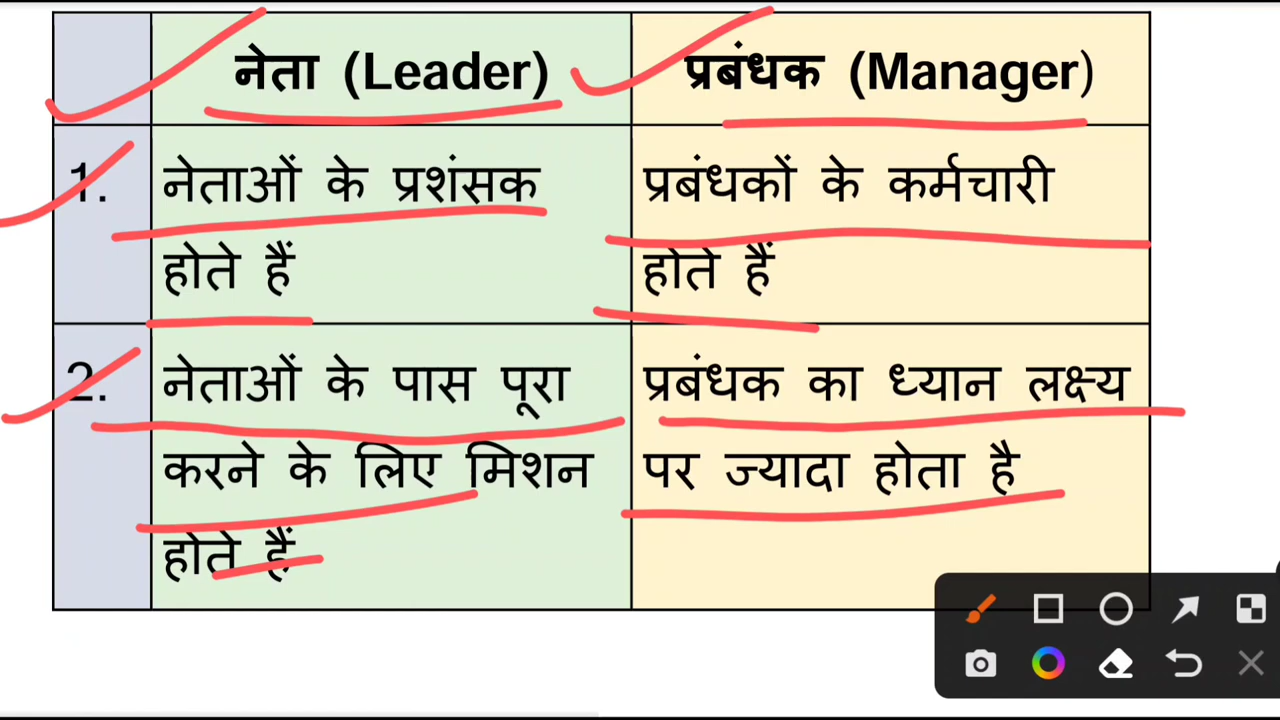 नेता (Leader) प्रबंधक (Manager)
1. नेताओं के प्रशंसक प्रबंधकों के कर्मचारी
होते हैं होते हैं
2. नेताओं के पास पूरा प्रबंधक का ध्यान लक्ष्य
करने के लिए मिशन पर ज्यादा होता है
होते हैं